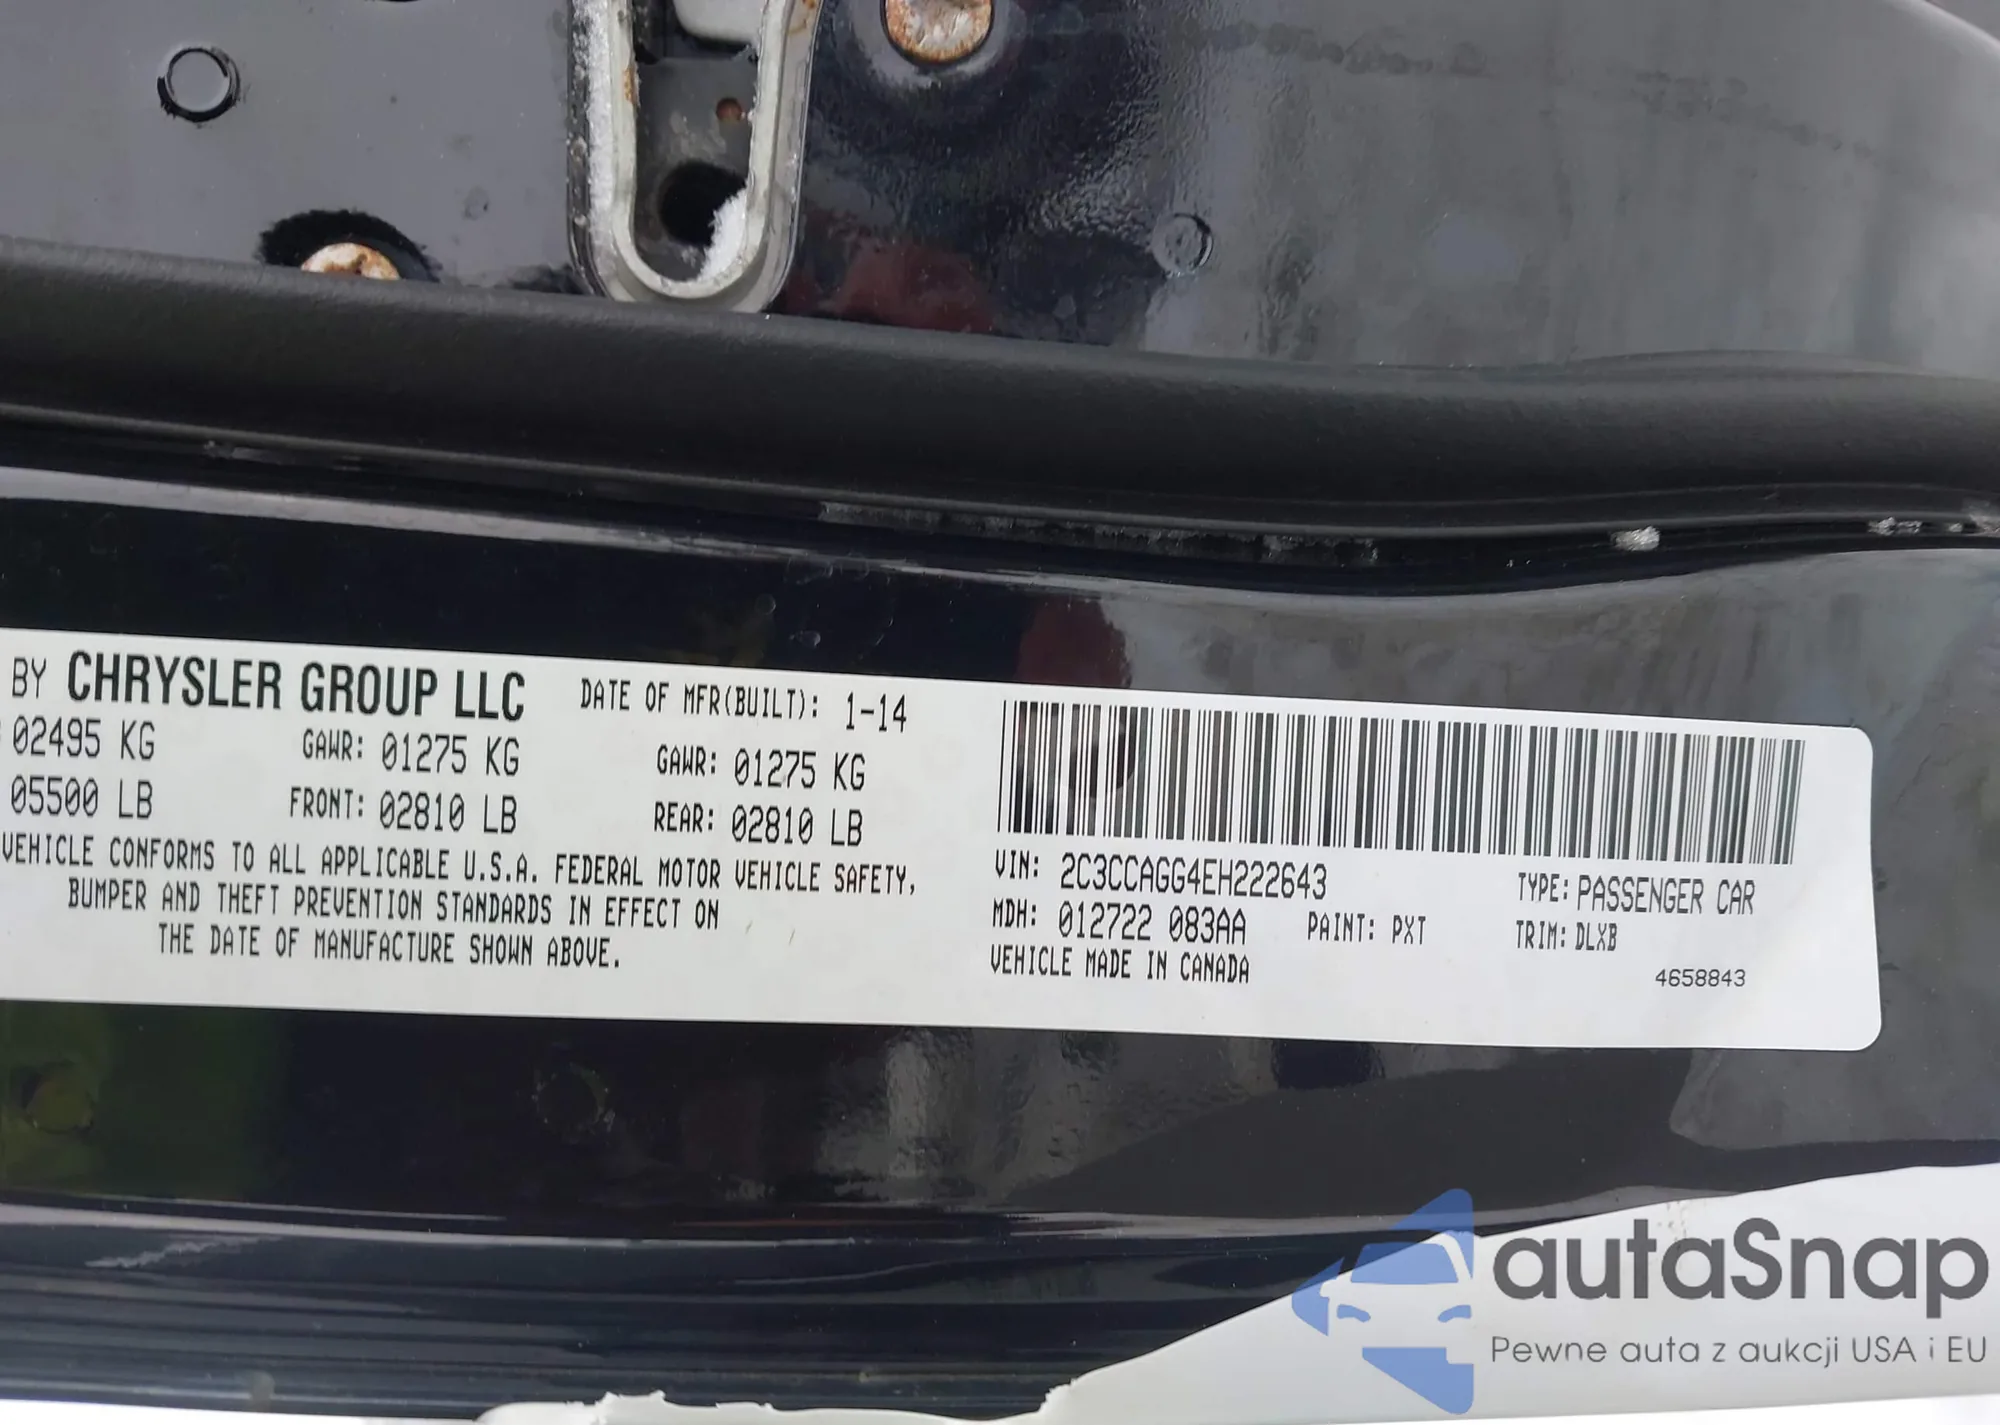 BY CHRYSLER GROUP LLC DATE OF MFR(BUILT): 1-14
02495 KG GAWR: 01275 KG GAWR: 01275 KG
05500 LB FRONT: 02810 LB REAR: 02810 LB
VEHICLE CONFORMS TO ALL APPLICABLE U.S.A. FEDERAL MOTOR VEHICLE SAFETY,
BUMPER AND THEFT PREVENTION STANDARDS IN EFFECT ON
THE DATE OF MANUFACTURE SHOWN ABOVE.
VIN: 2C3CCAGG4EH222643 TYPE: PASSENGER CAR
MDH: 012722 083AA PAINT: PXT TRIM: DLXB
VEHICLE MADE IN CANADA
4658843
autaSnap
Pewne auta z aukcji USA i EU